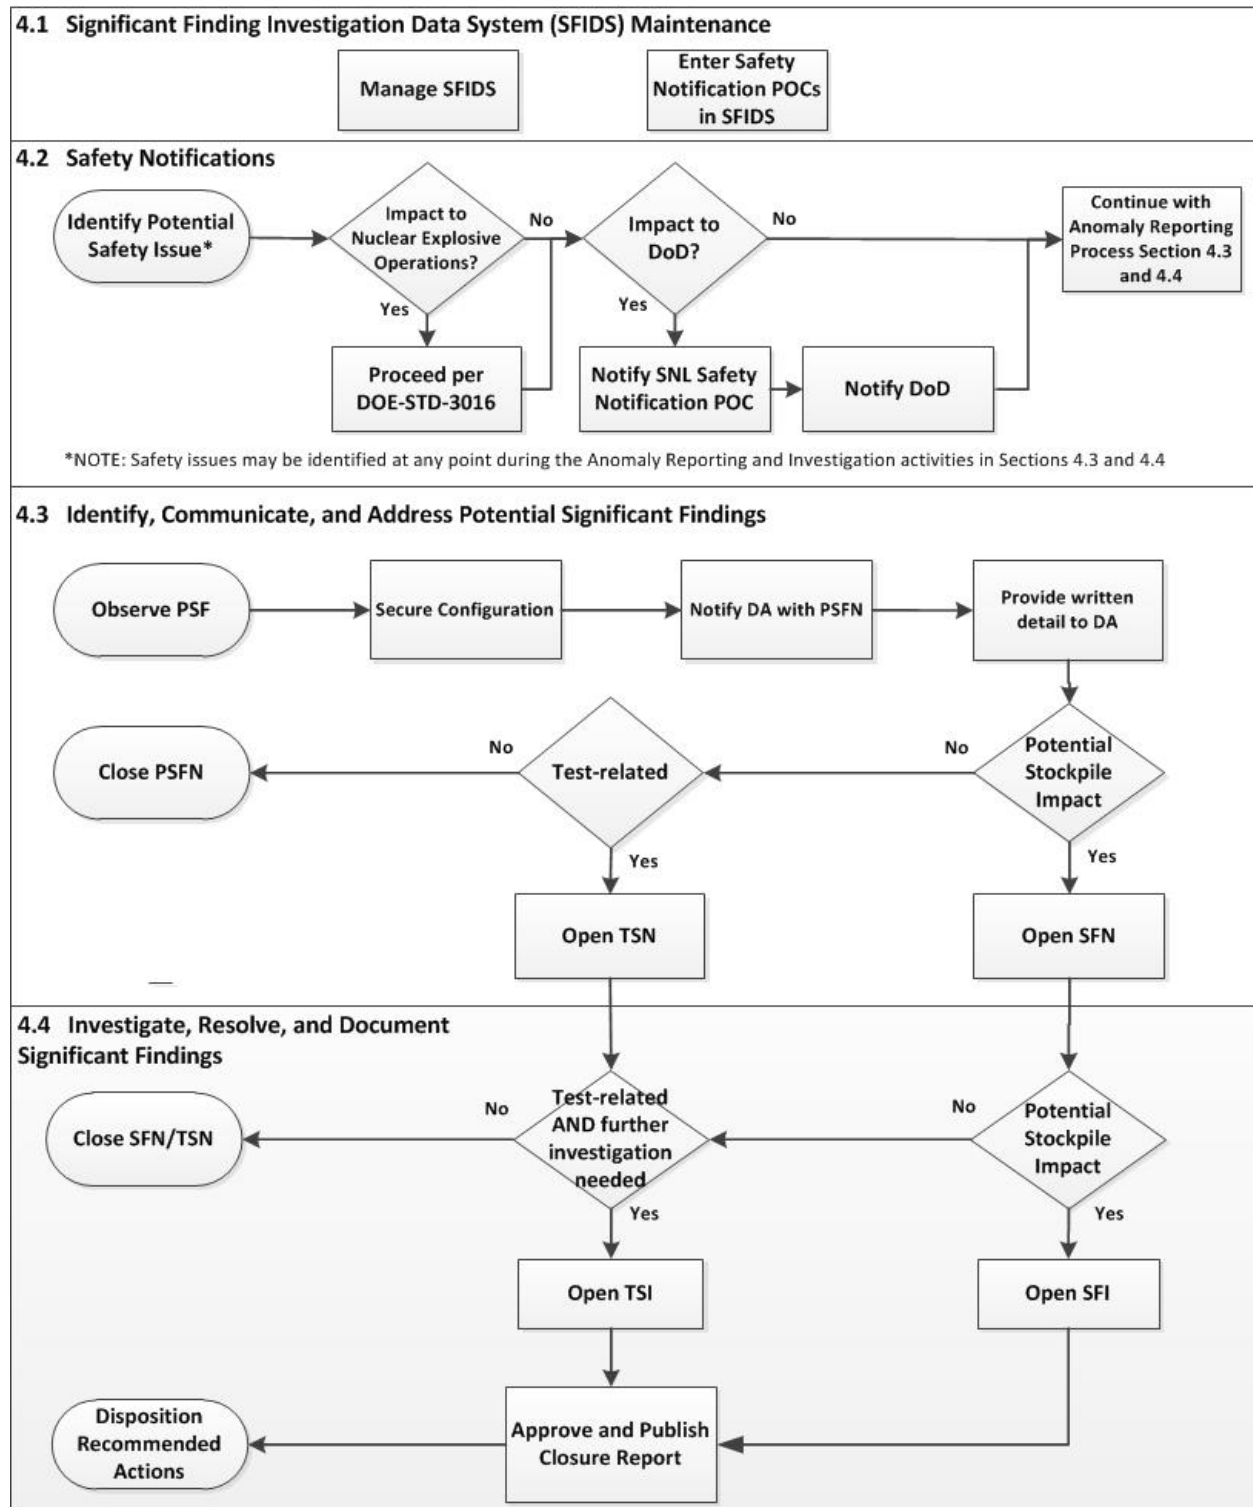 4.1 Significant Finding Investigation Data System (SFIDS) Maintenance
Manage SFIDS
Enter Safety
Notification POCs
in SFIDS
4.2 Safety Notifications
Identify Potential
Safety Issue*
Impact to
Nuclear Explosive
Operations?
No
Yes
Proceed per
DOE-STD-3016
Impact to
DoD?
No
Yes
Notify SNL Safety
Notification POC
Notify DoD
Continue with
Anomaly Reporting
Process Section 4.3
and 4.4
*NOTE: Safety issues may be identified at any point during the Anomaly Reporting and Investigation activities in Sections 4.3 and 4.4
4.3 Identify, Communicate, and Address Potential Significant Findings
Observe PSF
Secure Configuration
Notify DA with PSFN
Provide written
detail to DA
Potential
Stockpile
Impact
No
Yes
Test-related
No
Yes
Close PSFN
Open TSN
Open SFN
4.4 Investigate, Resolve, and Document
Significant Findings
Potential
Stockpile
Impact
No
Yes
Test-related
AND further
investigation
needed
No
Yes
Close SFN/TSN
Open TSI
Open SFI
Approve and Publish
Closure Report
Disposition
Recommended
Actions